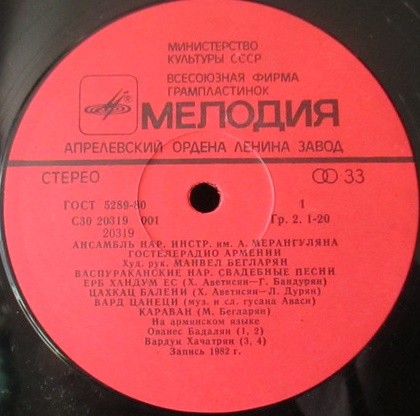 МИНИСТЕРСТВО
КУЛЬТУРЫ СССР
ВСЕСОЮЗНАЯ ФИРМА
ГРАМПЛАСТИНОК
МЕЛОДИЯ
АПРЕЛЕВСКИЙ ОРДЕНА ЛЕНИНА ЗАВОД
СТЕРЕО 33
ГОСТ 5289-80 1
С30 20319 001 Гр. 2. 1-20
20319
АНСАМБЛЬ НАР. ИНСТР. им. А. МЕРАНГУЛЯНА
ГОСТЕЛЕРАДИО АРМЕНИИ
Худ. рук. МАНВЕЛ БЕГЛАРЯН
ВАСПУРАКАНСКИЕ НАР. СВАДЕБНЫЕ ПЕСНИ
ЕРБ ХАНДУМ ЕС (Х. Аветисян—Г. Бандурян)
ЦАХКАЦ БАЛЕНИ (Х. Аветисян—Л. Дурян)
ВАРД ЦАНЕЦИ (муз. и сл. гусана Аваси)
КАРАВАН (М. Бегларян)
На армянском языке
Ованес Бадалян (1, 2)
Вардун Хачатрян (3, 4)
Запись 1982 г.